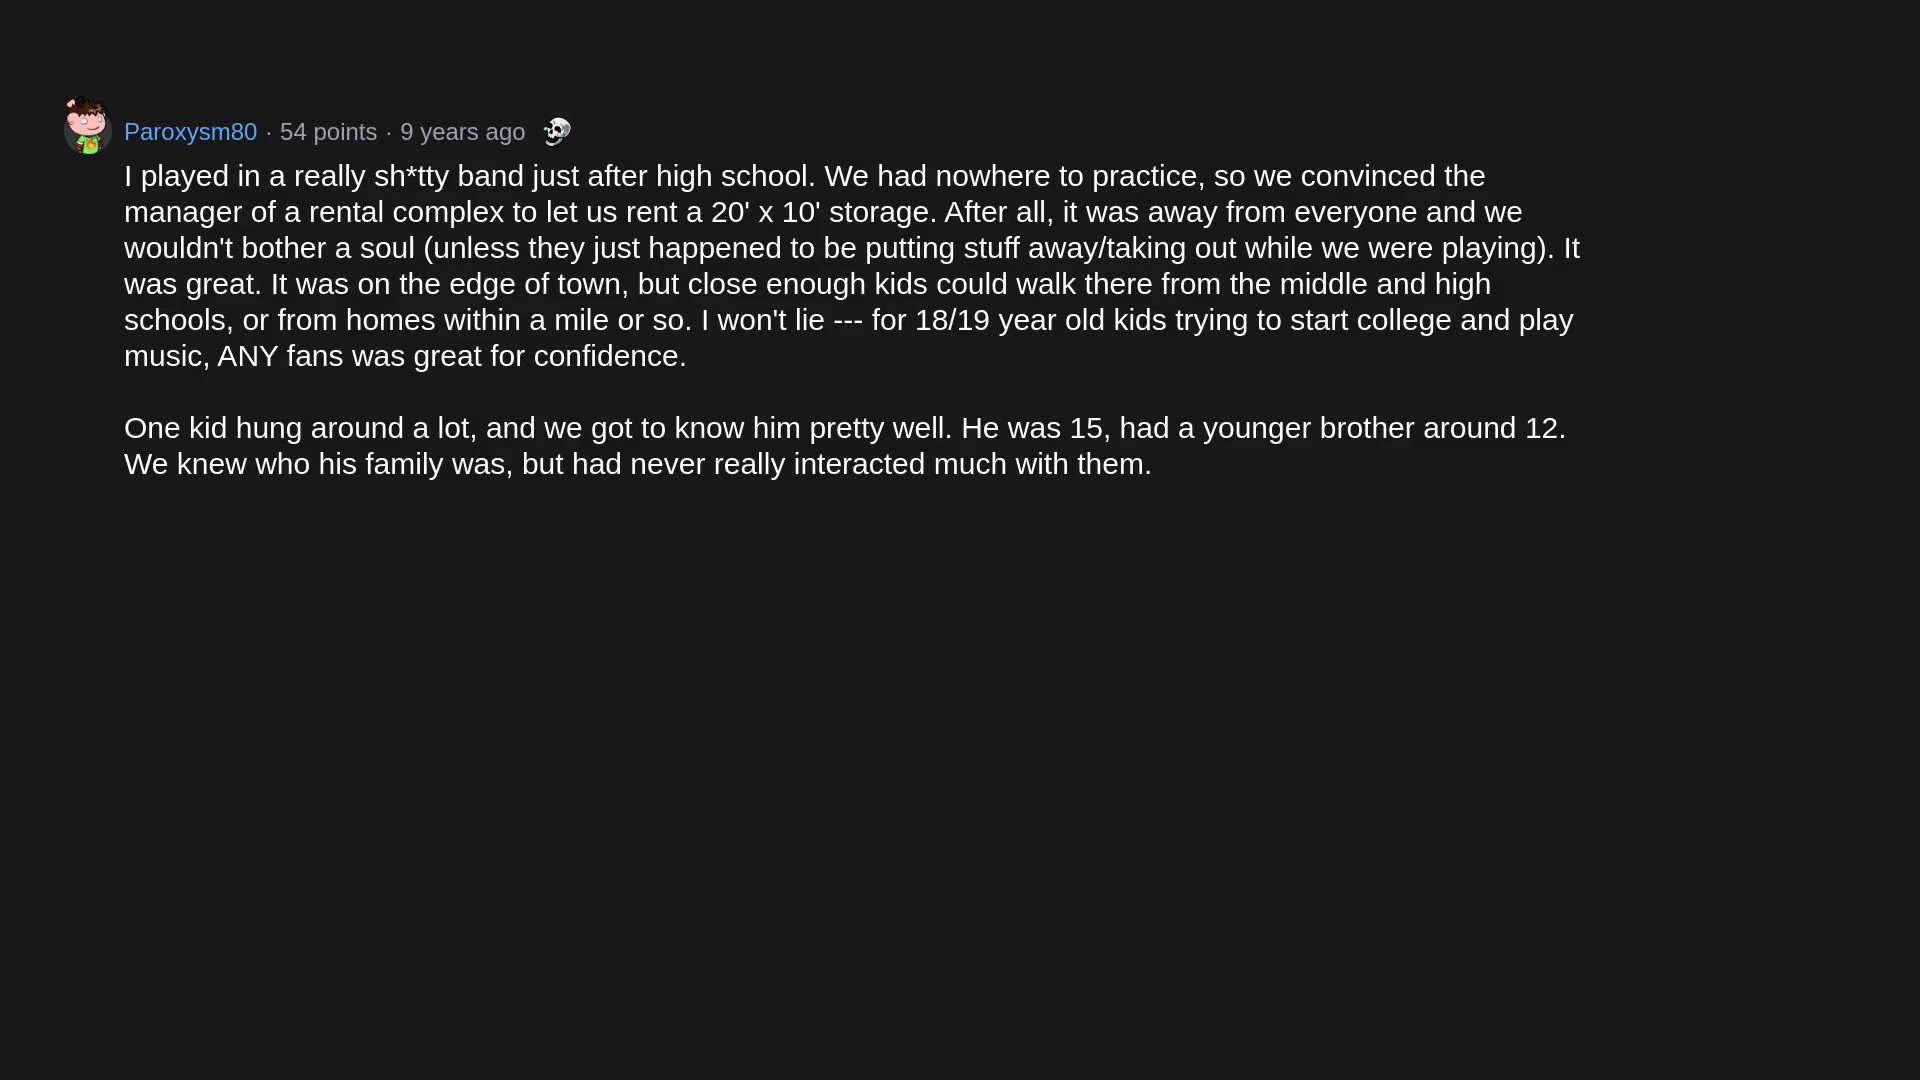 Paroxysm80 · 54 points · 9 years ago
I played in a really sh*tty band just after high school. We had nowhere to practice, so we convinced the
manager of a rental complex to let us rent a 20' x 10' storage. After all, it was away from everyone and we
wouldn't bother a soul (unless they just happened to be putting stuff away/taking out while we were playing). It
was great. It was on the edge of town, but close enough kids could walk there from the middle and high
schools, or from homes within a mile or so. I won't lie --- for 18/19 year old kids trying to start college and play
music, ANY fans was great for confidence.
One kid hung around a lot, and we got to know him pretty well. He was 15, had a younger brother around 12.
We knew who his family was, but had never really interacted much with them.